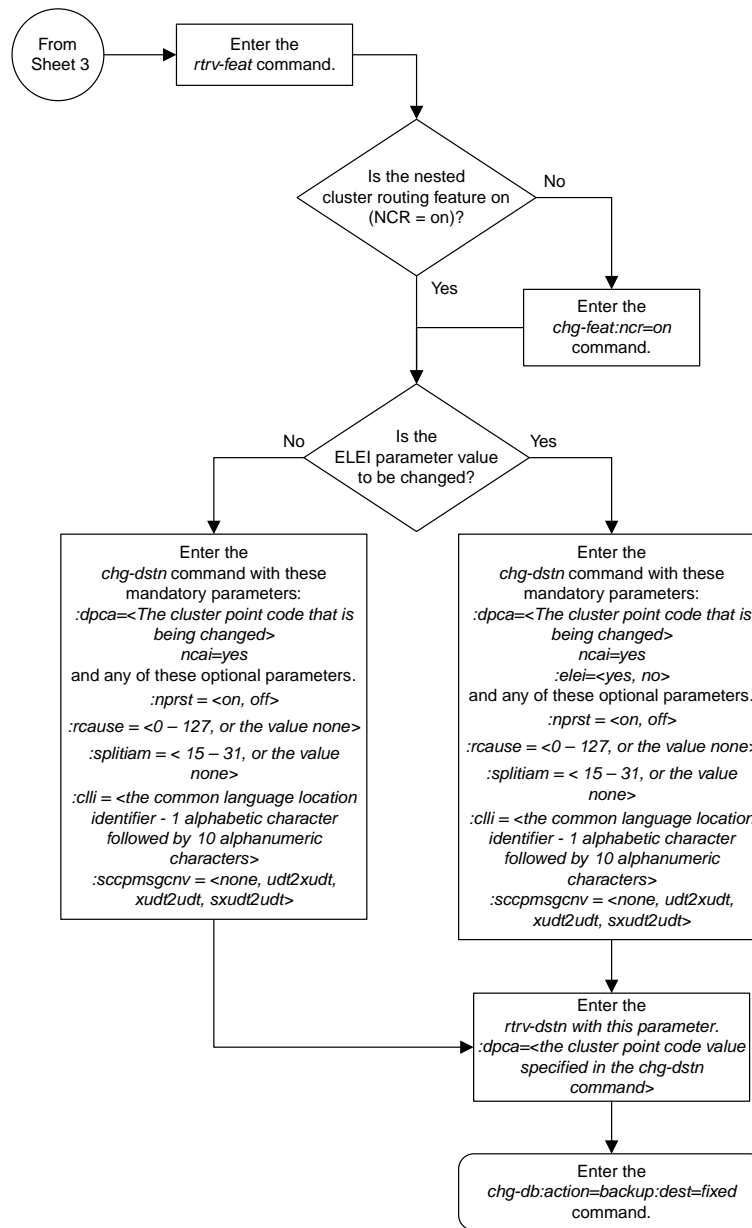 From
Sheet 3
Enter the
rtrv-feat command.
Is the nested
cluster routing feature on
(NCR = on)?
No
Yes
Enter the
chg-feat:ncr=on
command.
Is the
ELEI parameter value
to be changed?
No
Yes
Enter the
chg-dstn command with these
mandatory parameters:
:dpca=<The cluster point code that is
being changed>
ncai=yes
and any of these optional parameters.
:nprst = <on, off>
:rcause = <0 – 127, or the value none>
:splitiam = < 15 – 31, or the value
none>
:clli = <the common language location
identifier - 1 alphabetic character
followed by 10 alphanumeric
characters>
:sccpmsgcnv = <none, udt2xudt,
xudt2udt, sxudt2udt>
Enter the
chg-dstn command with these
mandatory parameters:
:dpca=<The cluster point code that is
being changed>
ncai=yes
:elei=<yes, no>
and any of these optional parameters.
:nprst = <on, off>
:rcause = <0 – 127, or the value none>
:splitiam = < 15 – 31, or the value
none>
:clli = <the common language location
identifier - 1 alphabetic character
followed by 10 alphanumeric
characters>
:sccpmsgcnv = <none, udt2xudt,
xudt2udt, sxudt2udt>
Enter the
rtrv-dstn with this parameter.
:dpca=<the cluster point code value
specified in the chg-dstn
command>
Enter the
chg-db:action=backup:dest=fixed
command.